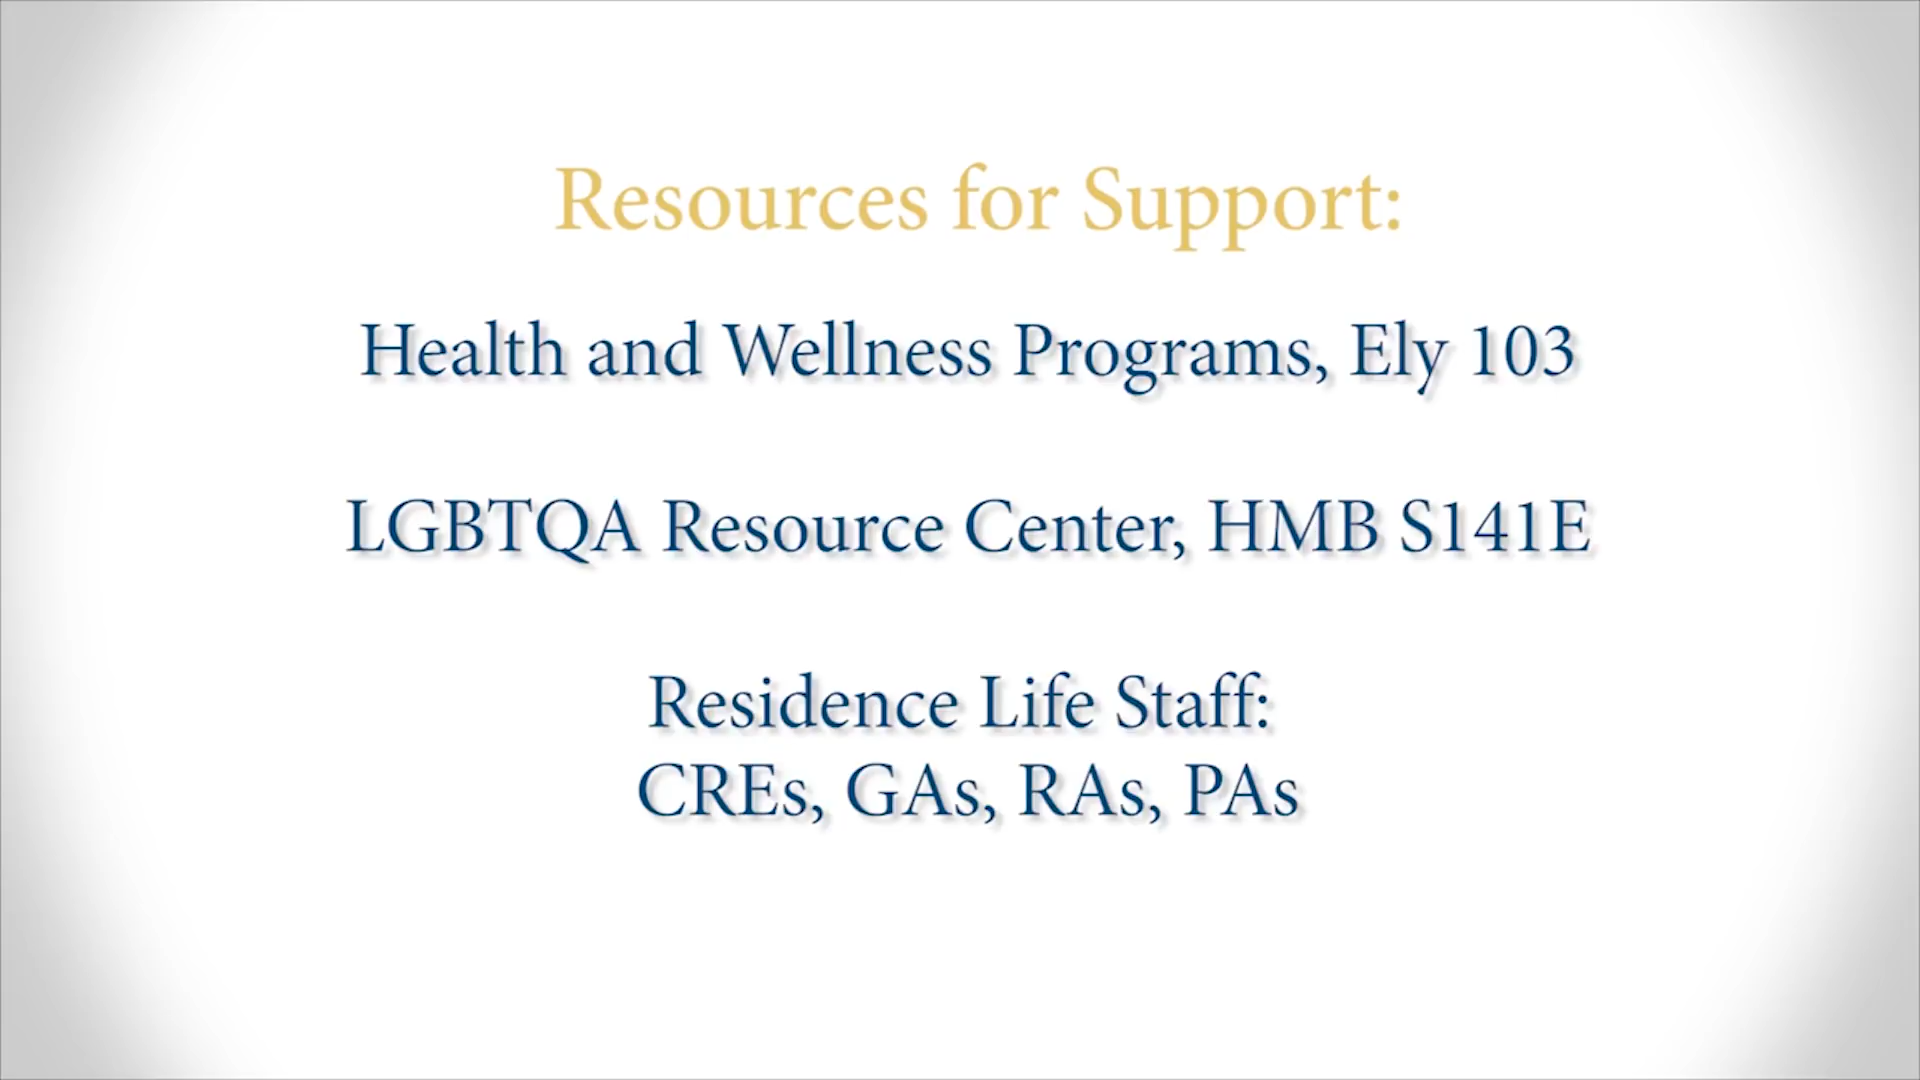 Resources for Support:
Health and Wellness Programs, Ely 103
LGBTQA Resource Center, HMB S141E
Residence Life Staff:
CREs, GAs, RAs, PAs